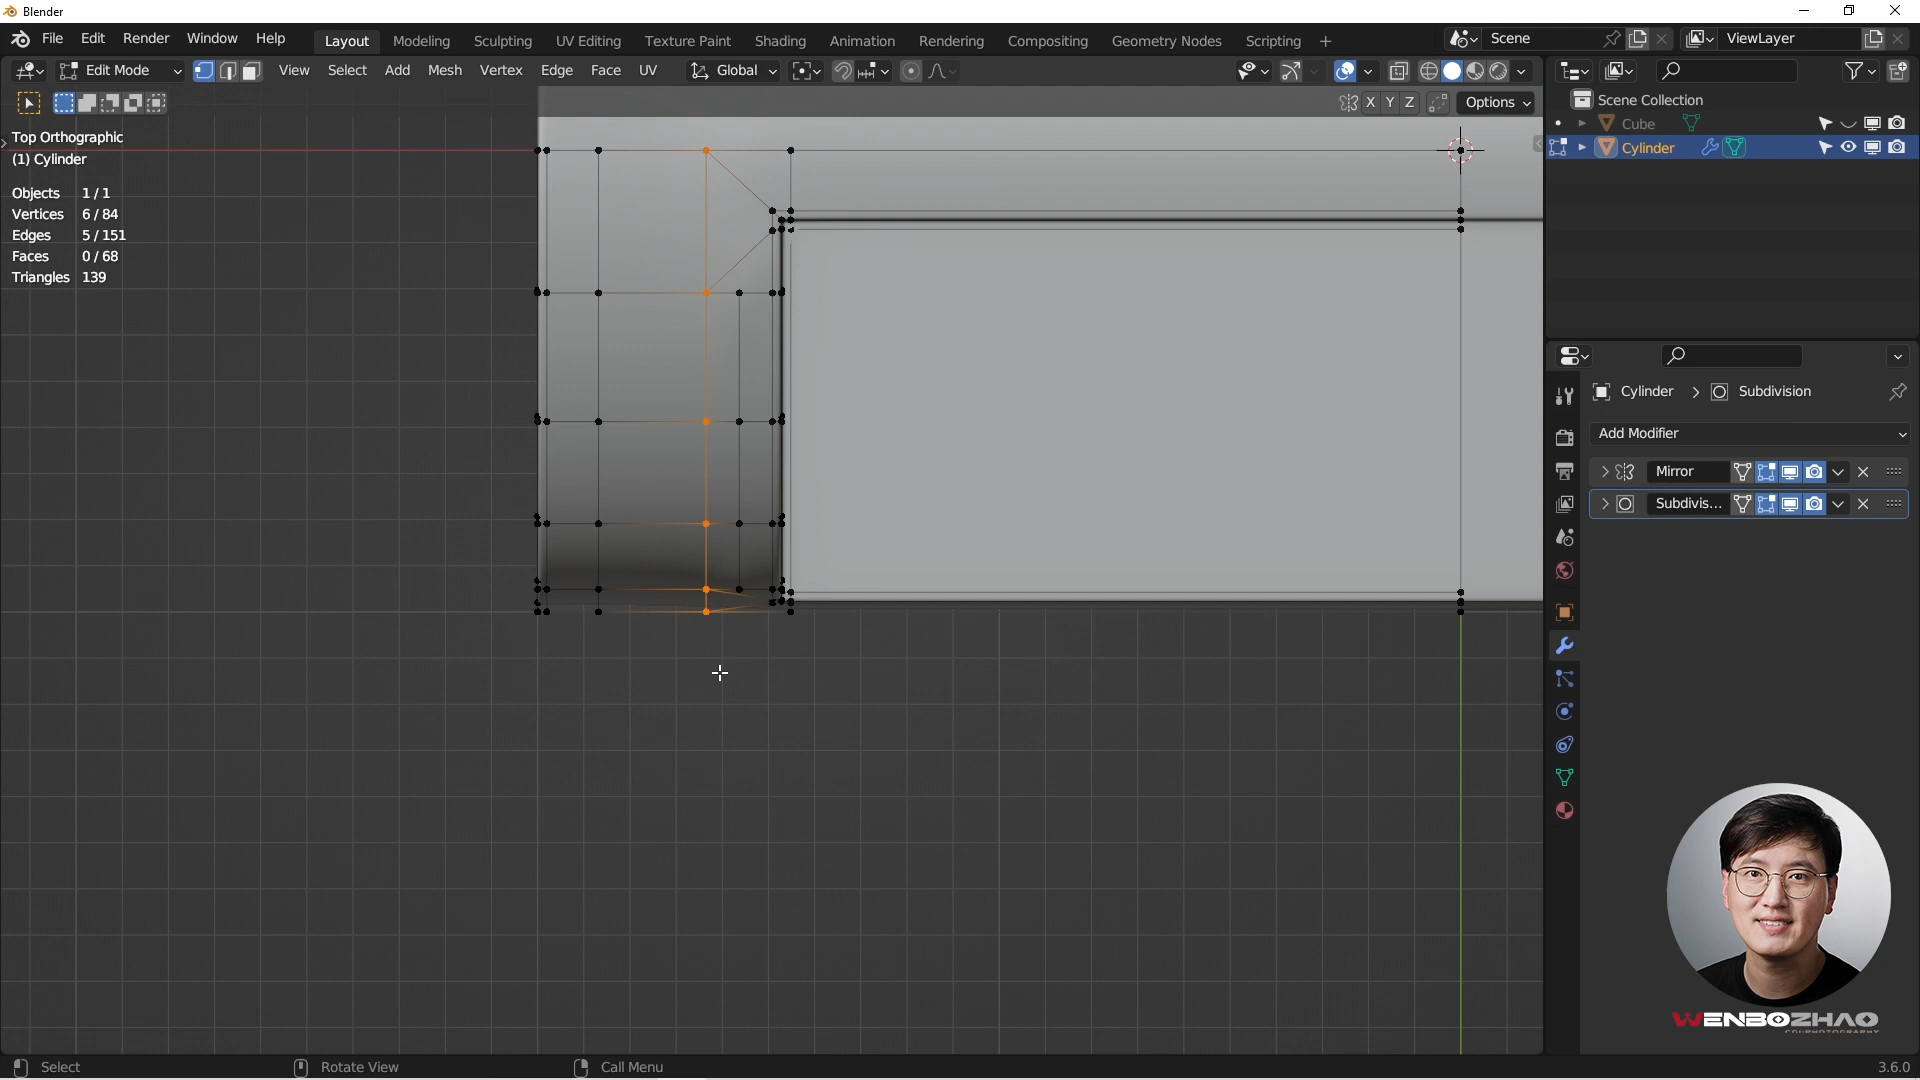 Blender
File Edit Render Window Help Layout Modeling Sculpting UV Editing Texture Paint Shading Animation Rendering Compositing Geometry Nodes Scripting +
Scene ViewLayer
Edit Mode View Select Add Mesh Vertex Edge Face UV Global
X Y Z Options
Top Orthographic
(1) Cylinder
Objects 1 / 1
Vertices 6 / 84
Edges 5 / 151
Faces 0 / 68
Triangles 139
Scene Collection
Cube
Cylinder
Cylinder > Subdivision
Add Modifier
Mirror
Subdivis...
WENBOZHAO
Select Rotate View Call Menu 3.6.0